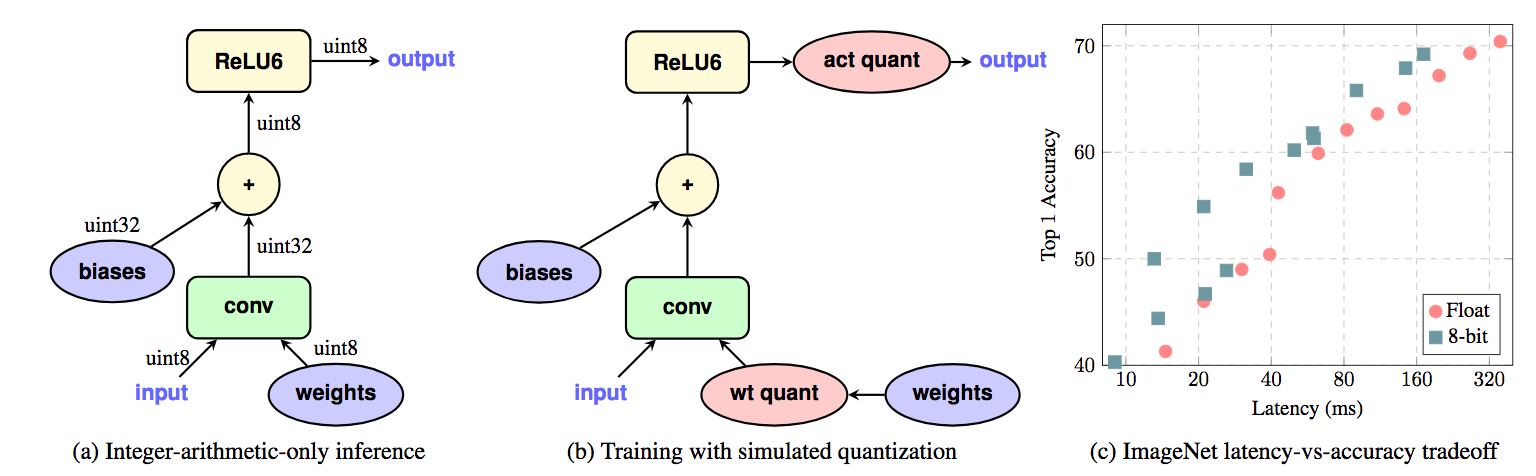 ReLU6
uint8
output
uint8
+
uint32
biases
uint32
conv
uint8
uint8
input
weights
(a) Integer-arithmetic-only inference
ReLU6
act quant
output
+
biases
conv
input
wt quant
weights
(b) Training with simulated quantization
Top 1 Accuracy
70
60
50
40
Float
8-bit
10 20 40 80 160 320
Latency (ms)
(c) ImageNet latency-vs-accuracy tradeoff